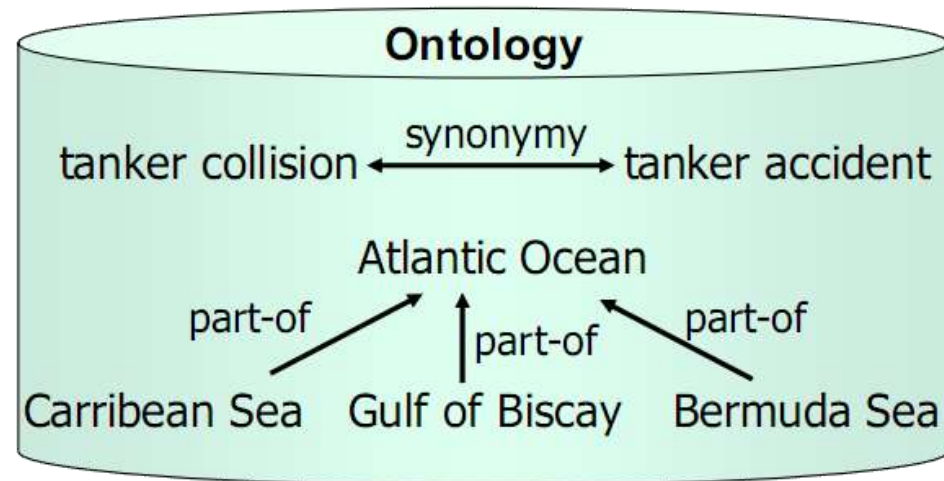 Ontology
synonymy
tanker collision tanker accident
Atlantic Ocean
part-of part-of part-of
Carribean Sea Gulf of Biscay Bermuda Sea